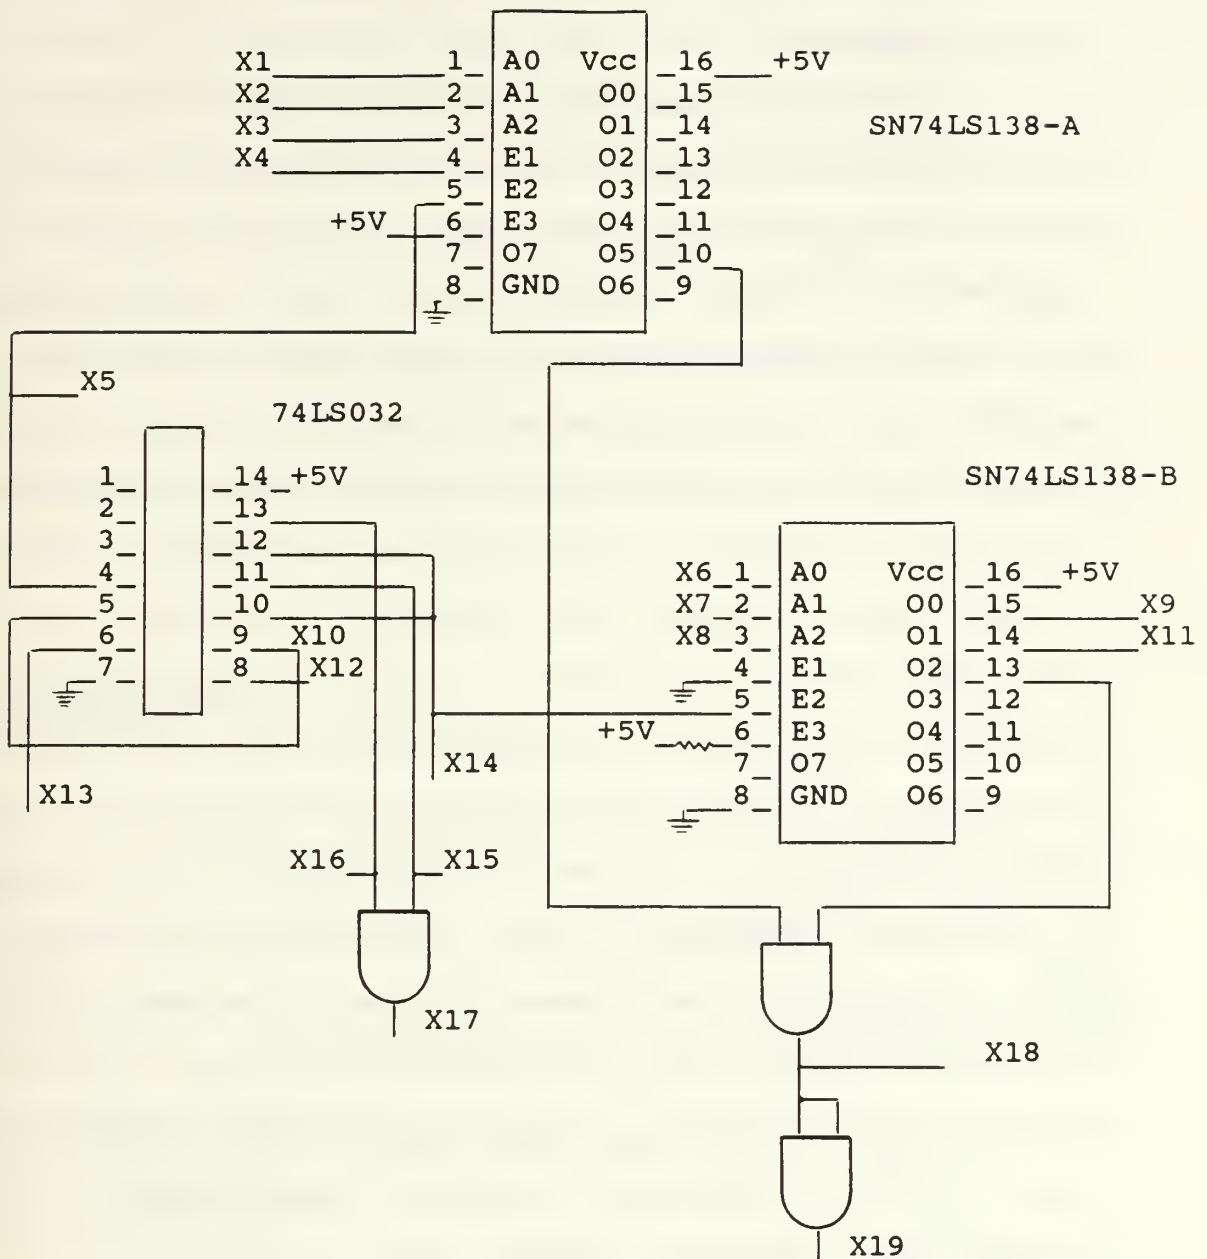 X1 1 A0 Vcc 16 +5V
X2 2 A1 O0 15
X3 3 A2 O1 14 SN74LS138-A
X4 4 E1 O2 13
5 E2 O3 12
+5V 6 E3 O4 11
7 O7 O5 10
8 GND O6 9
X5
74LS032
1 14 +5V
2 13
3 12
4 11
5 10
6 9 X10
7 8 X12
SN74LS138-B
X6 1 A0 Vcc 16 +5V
X7 2 A1 O0 15 X9
X8 3 A2 O1 14 X11
4 E1 O2 13
5 E2 O3 12
+5V 6 E3 O4 11
7 O7 O5 10
8 GND O6 9
X13
X14
X16 X15
X17
X18
X19